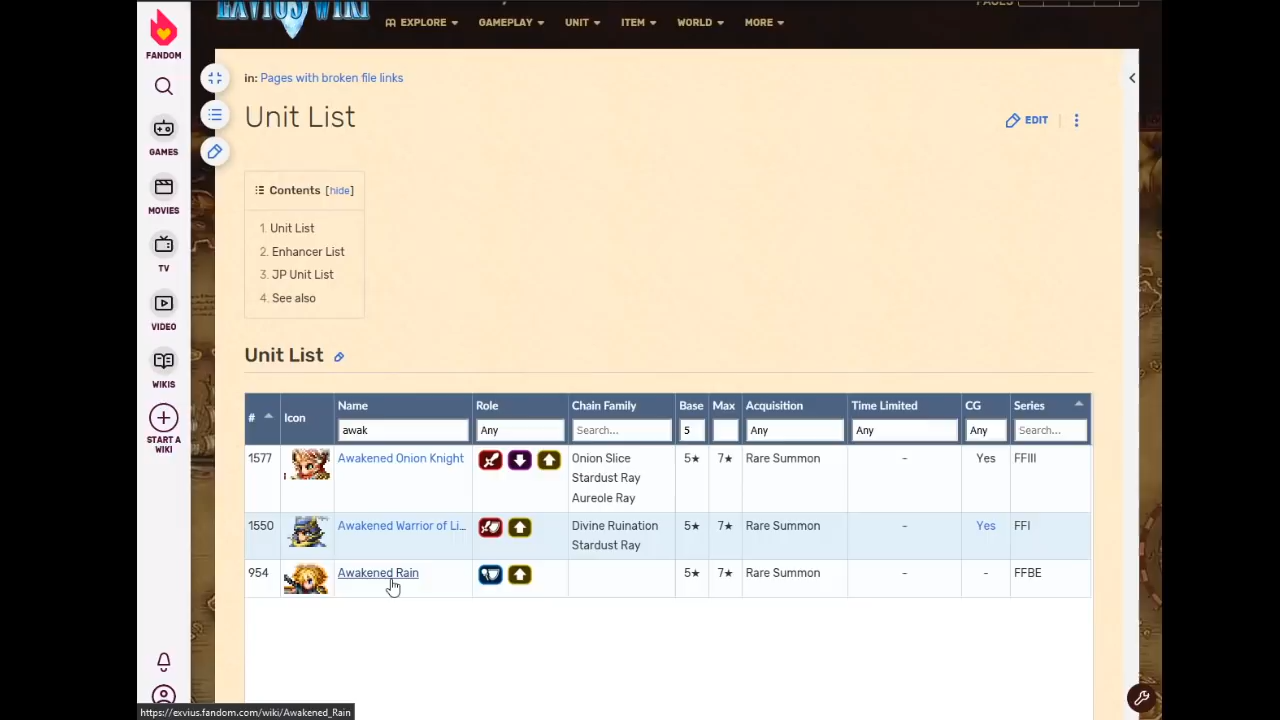 EXVIUS WIKI
EXPLORE
GAMEPLAY
UNIT
ITEM
WORLD
MORE
PAGES
FANDOM
GAMES
MOVIES
TV
VIDEO
WIKIS
START A
WIKI
in: Pages with broken file links
Unit List
EDIT
Contents [hide]
1. Unit List
2. Enhancer List
3. JP Unit List
4. See also
Unit List
# Icon Name Role Chain Family Base Max Acquisition Time Limited CG Series
awak Any Search... 5 Any Any Any Search...
1577 Awakened Onion Knight Onion Slice 5★ 7★ Rare Summon - Yes FFIII
Stardust Ray
Aureole Ray
1550 Awakened Warrior of Li... Divine Ruination 5★ 7★ Rare Summon - Yes FFI
Stardust Ray
954 Awakened Rain 5★ 7★ Rare Summon - - FFBE
https://exvius.fandom.com/wiki/Awakened_Rain